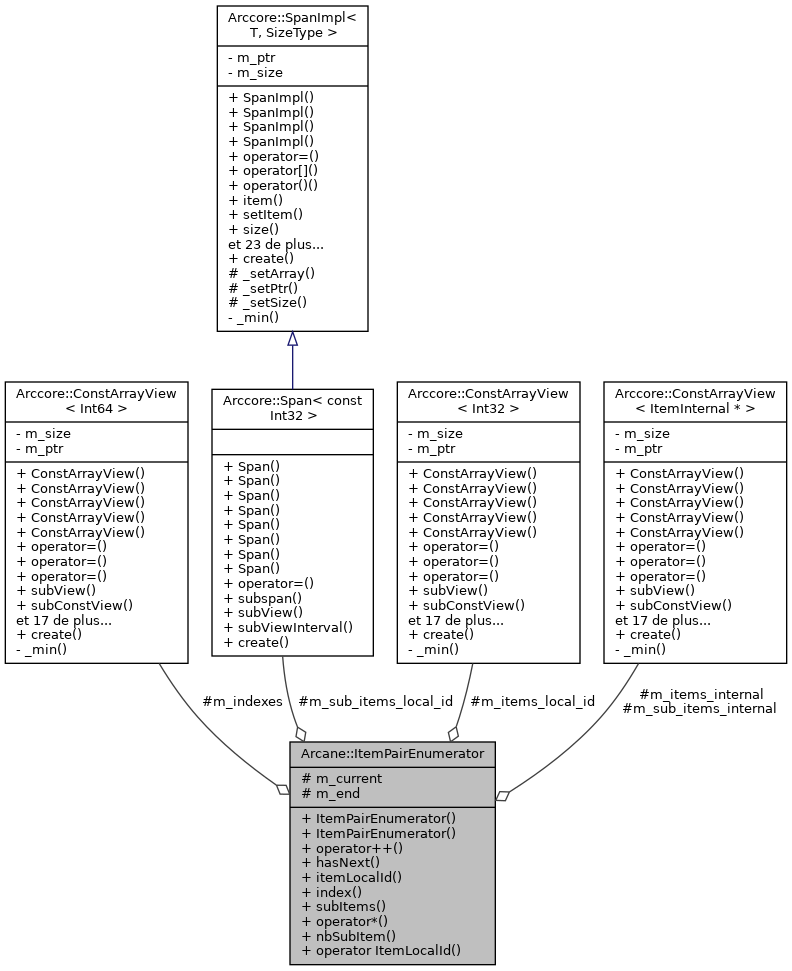 Arccore::SpanImpl<
T, SizeType >
- m_ptr
- m_size
+ SpanImpl()
+ SpanImpl()
+ SpanImpl()
+ SpanImpl()
+ operator=()
+ operator[]()
+ operator()()
+ item()
+ setItem()
+ size()
et 23 de plus...
+ create()
# _setArray()
# _setPtr()
# _setSize()
- _min()
Arccore::ConstArrayView
< Int64 >
- m_size
- m_ptr
+ ConstArrayView()
+ ConstArrayView()
+ ConstArrayView()
+ ConstArrayView()
+ ConstArrayView()
+ operator=()
+ operator=()
+ operator=()
+ subView()
+ subConstView()
et 17 de plus...
+ create()
- _min()
Arccore::Span< const
Int32 >
+ Span()
+ Span()
+ Span()
+ Span()
+ Span()
+ Span()
+ Span()
+ Span()
+ operator=()
+ subspan()
+ subView()
+ subViewInterval()
+ create()
Arccore::ConstArrayView
< Int32 >
- m_size
- m_ptr
+ ConstArrayView()
+ ConstArrayView()
+ ConstArrayView()
+ ConstArrayView()
+ ConstArrayView()
+ operator=()
+ operator=()
+ operator=()
+ subView()
+ subConstView()
et 17 de plus...
+ create()
- _min()
Arccore::ConstArrayView
< ItemInternal * >
- m_size
- m_ptr
+ ConstArrayView()
+ ConstArrayView()
+ ConstArrayView()
+ ConstArrayView()
+ ConstArrayView()
+ operator=()
+ operator=()
+ operator=()
+ subView()
+ subConstView()
et 17 de plus...
+ create()
- _min()
#m_indexes
#m_sub_items_local_id
#m_items_local_id
#m_items_internal
#m_sub_items_internal
Arcane::ItemPairEnumerator
# m_current
# m_end
+ ItemPairEnumerator()
+ ItemPairEnumerator()
+ operator++()
+ hasNext()
+ itemLocalId()
+ index()
+ subItems()
+ operator*()
+ nbSubItem()
+ operator ItemLocalId()